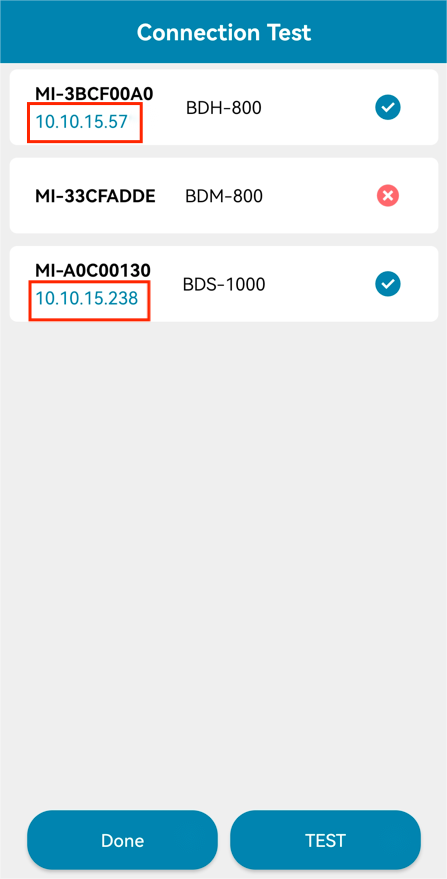 Connection Test
MI-3BCF00A0
10.10.15.57
BDH-800
MI-33CFADDE
BDM-800
MI-A0C00130
10.10.15.238
BDS-1000
Done
TEST